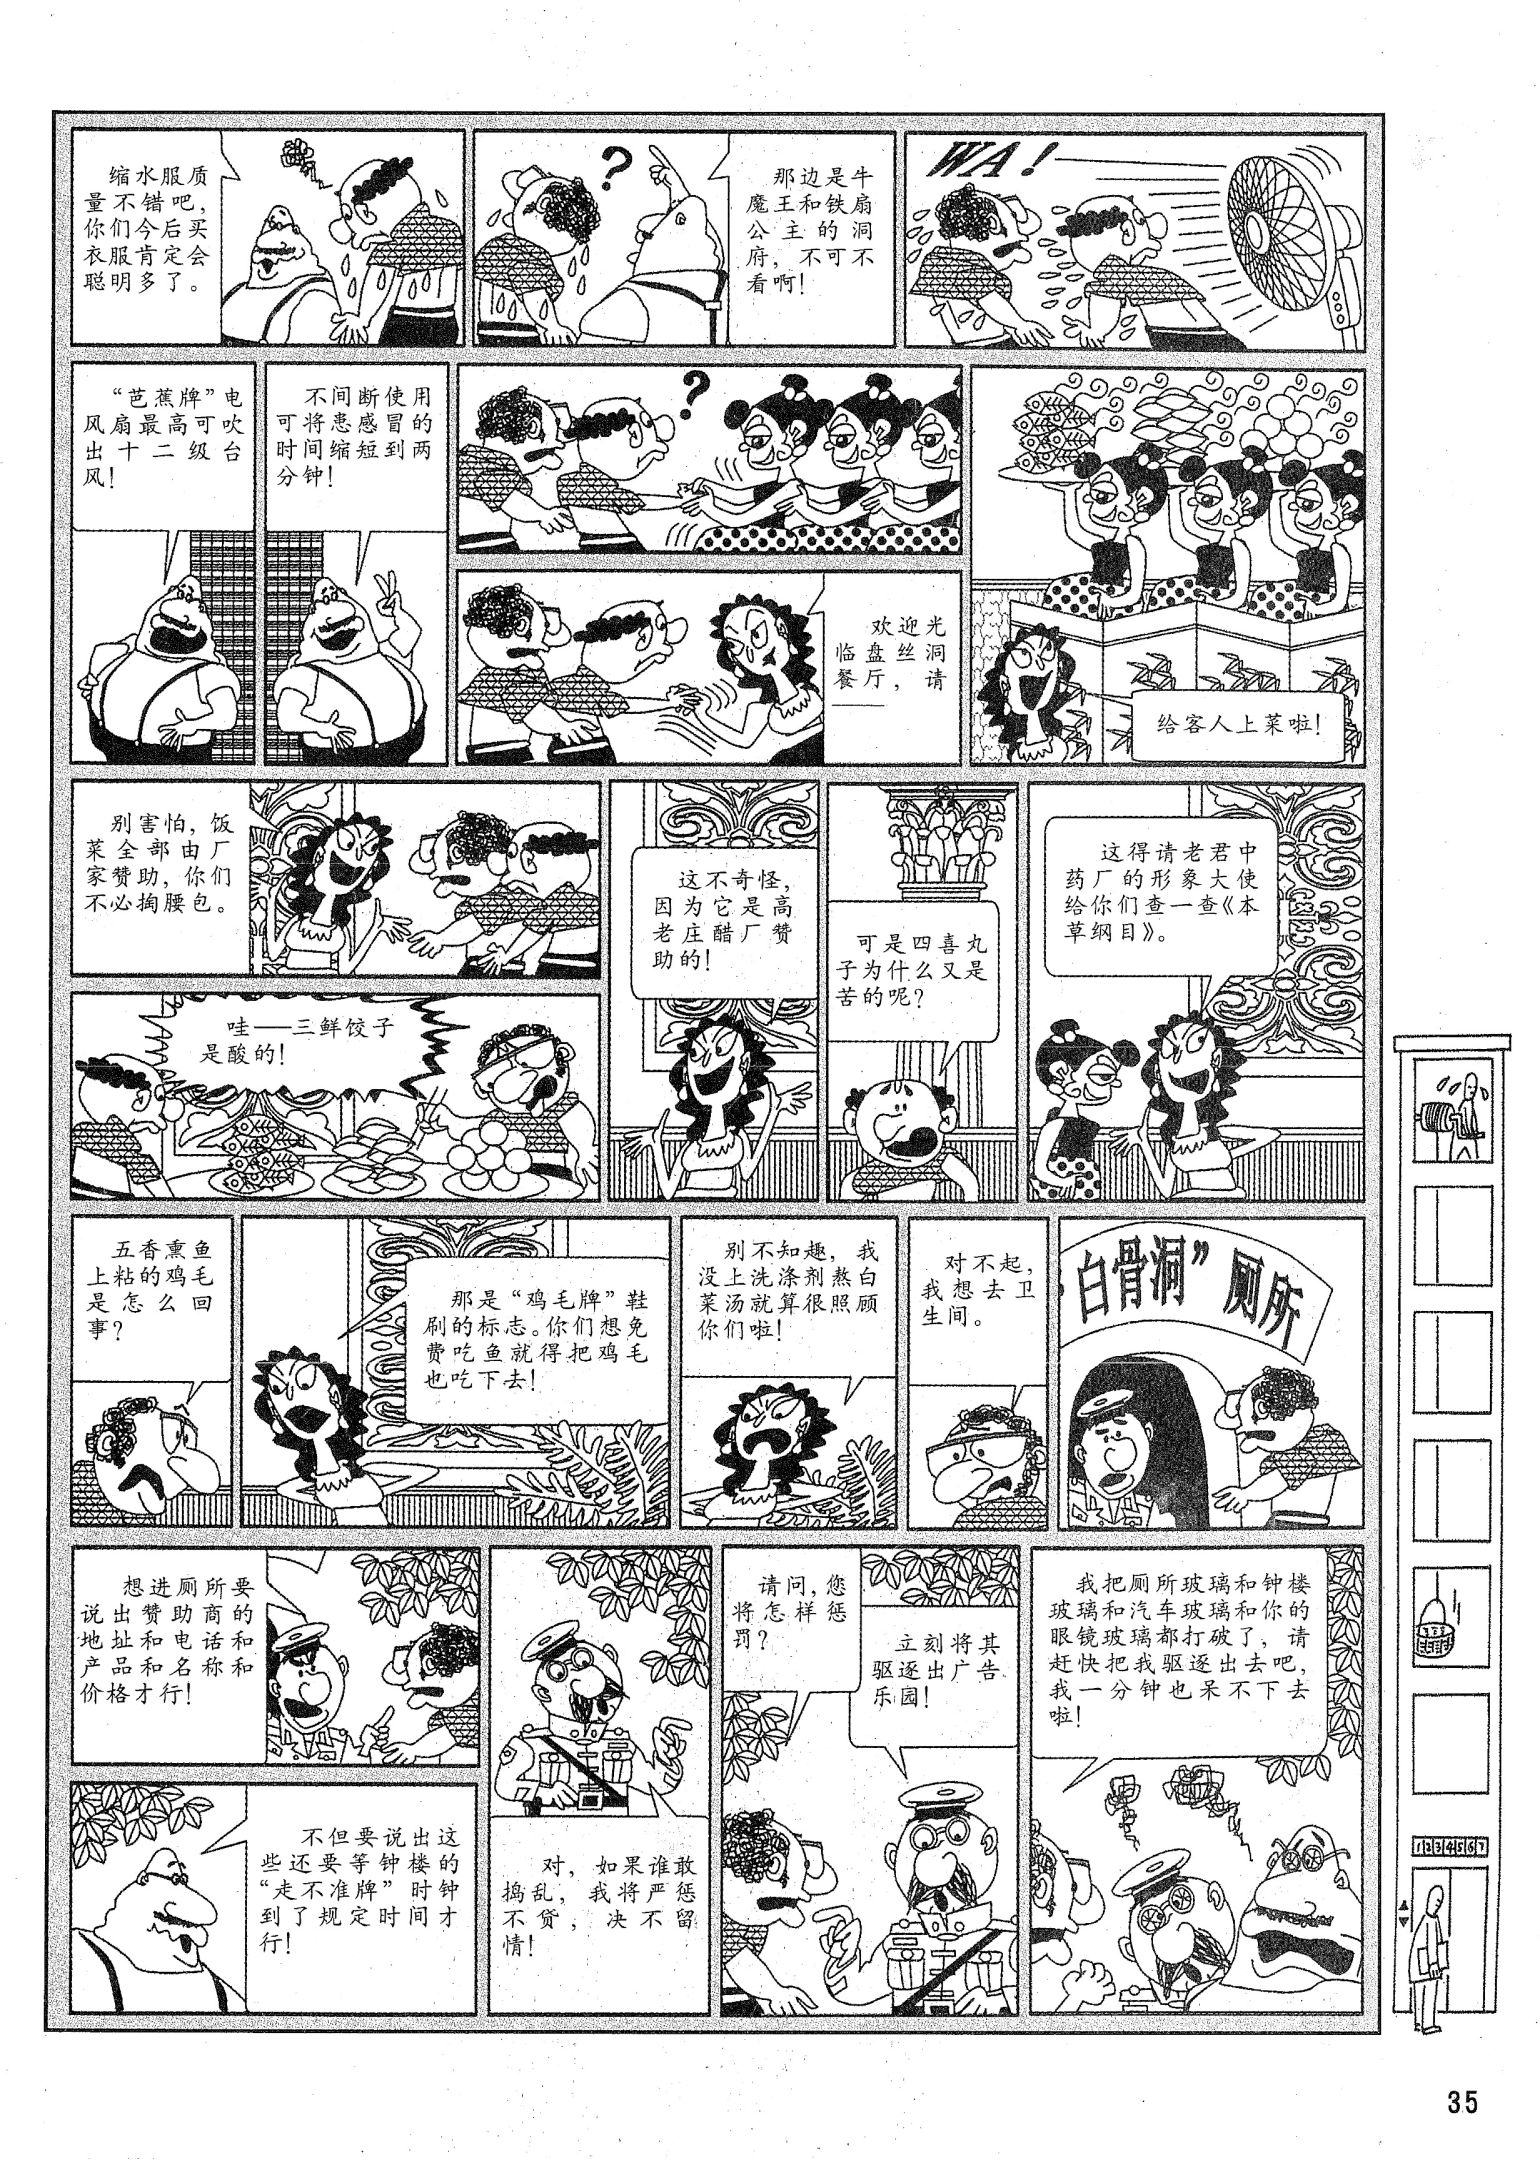 缩水服质
量不错吧，
你们今后买
衣服肯定会
聪明多了。
?
那边是牛
魔王和铁扇
公主的洞
府，不可不
看啊！
WA!
“芭蕉牌”电
风扇最高可吹
出十二级台
风！
不间断使用
可将患感冒的
时间缩短到两
分钟！
?
欢迎光
临盘丝洞
餐厅，请
——
给客人上菜啦！
别害怕，饭
菜全部由厂
家赞助，你们
不必掏腰包。
哇——三鲜饺子
是酸的！
这不奇怪，
因为它是高
老庄醋厂赞
助的！
可是四喜丸
子为什么又是
苦的呢？
这得请老君中
药厂的形象大使
给你们查一查《本
草纲目》。
五香熏鱼
上粘的鸡毛
是怎么回
事？
那是“鸡毛牌”鞋
刷的标志。你们想免
费吃鱼就得把鸡毛
也吃下去！
别不知趣，我
没上洗涤剂熬白
菜汤就算很照顾
你们啦！
对不起，
我想去卫
生间。
白骨洞”厕所
想进厕所要
说出赞助商的
地址和电话和
产品和名称和
价格才行！
不但要说出这
些还要等钟楼的
“走不准牌”时钟
到了规定时间才
行！
对，如果谁敢
捣乱，我将严惩
不贷，决不留
情！
请问，您
将怎样惩
罚？
立刻将其
驱逐出广告
乐园！
我把厕所玻璃和钟楼
玻璃和汽车玻璃和你的
眼镜玻璃都打破了，请
赶快把我驱逐出去吧，
我一分钟也呆不下去
啦！
1234567
35